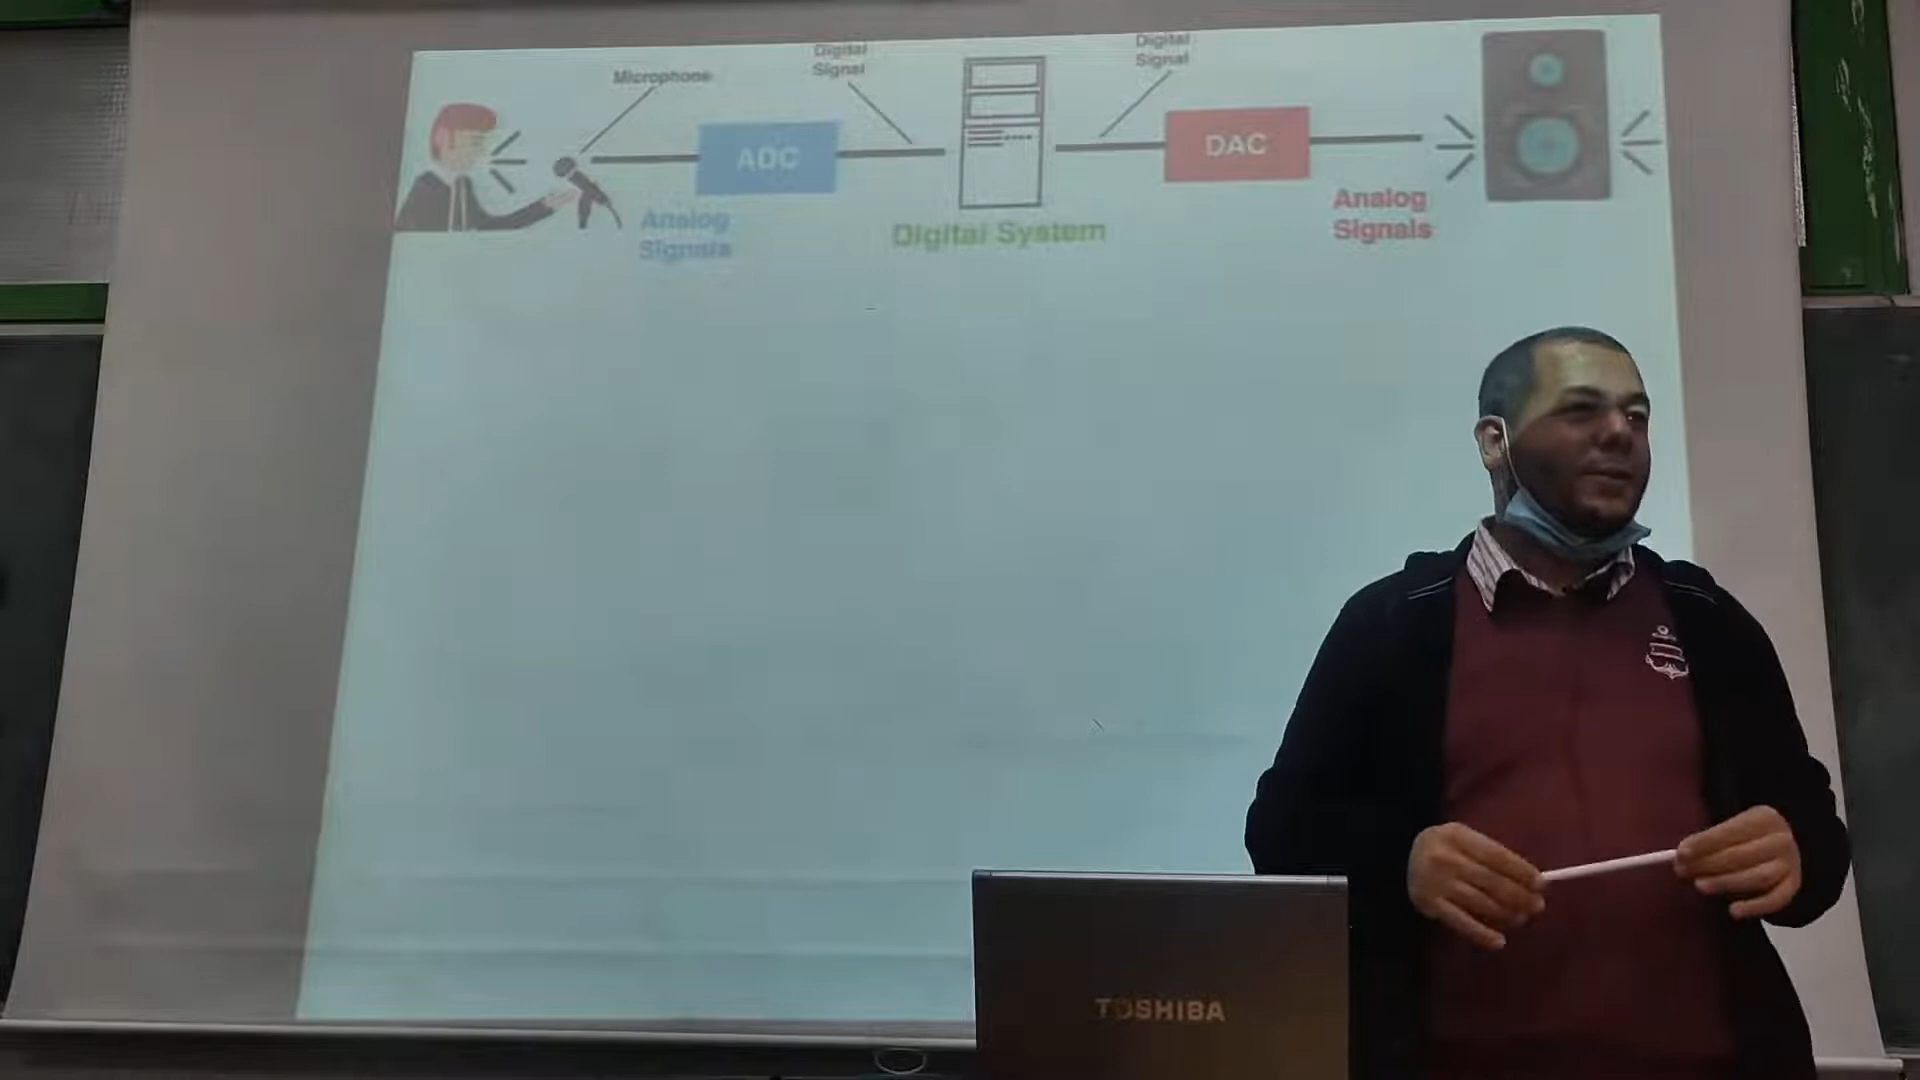 Microphone
Digital
Signal
Digital
Signal
ADC
DAC
Analog
Signals
Digital System
Analog
Signals
TOSHIBA